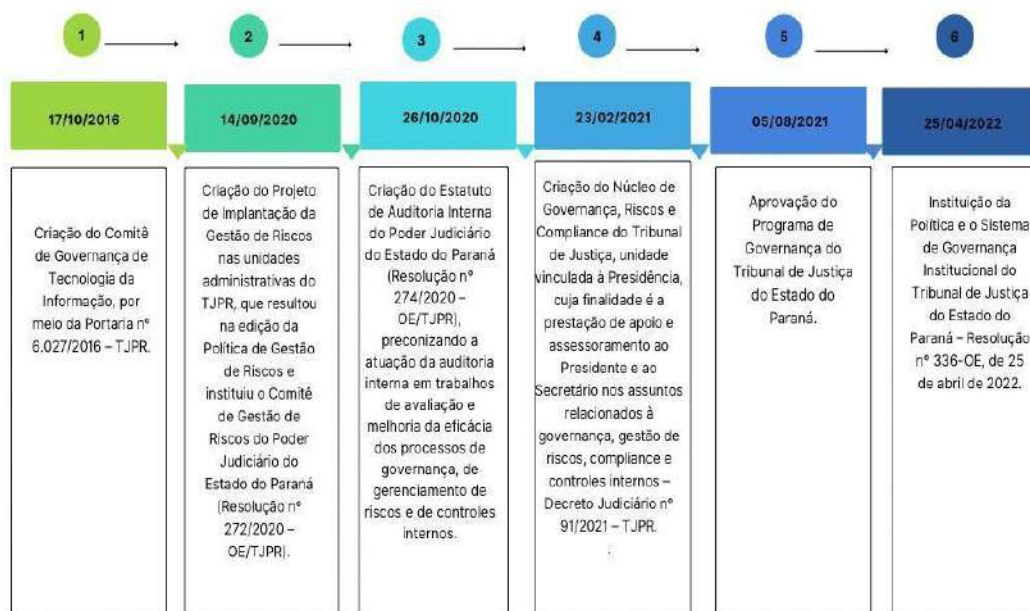 1
2
3
4
5
6
17/10/2016
14/09/2020
26/10/2020
23/02/2021
05/08/2021
25/04/2022
Criação do Comitê
de Governança de
Tecnologia da
Informação, por
meio da Portaria nº
6.027/2016 – TJPR.
Criação do Projeto
de Implantação da
Gestão de Riscos
nas unidades
administrativas do
TJPR, que resultou
na edição da
Política de Gestão
de Riscos e
instituiu o Comitê
de Gestão de
Riscos do Poder
Judiciário do
Estado do Paraná
(Resolução nº
272/2020 –
OE/TJPR).
Criação do Estatuto
de Auditoria Interna
do Poder Judiciário
do Estado do Paraná
(Resolução nº
274/2020 –
OE/TJPR),
preconizando a
atuação da auditoria
interna em trabalhos
de avaliação e
melhoria da eficácia
dos processos de
governança, de
gerenciamento de
riscos e de controles
internos.
Criação do Núcleo de
Governança, Riscos e
Compliance do Tribunal
de Justiça, unidade
vinculada à Presidência,
cuja finalidade é a
prestação de apoio e
assessoramento ao
Presidente e ao
Secretário nos assuntos
relacionados à
governança, gestão de
riscos, compliance e
controles internos –
Decreto Judiciário nº
91/2021 – TJPR.
.
Aprovação do
Programa de
Governança do
Tribunal de Justiça
do Estado do
Paraná.
Instituição da
Política e o Sistema
de Governança
Institucional do
Tribunal de Justiça
do Estado do
Paraná – Resolução
nº 336-OE, de 25
de abril de 2022.